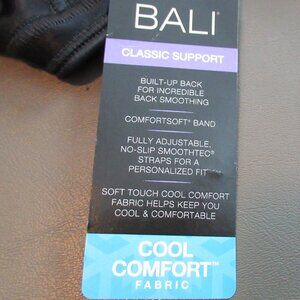 BALI®
CLASSIC SUPPORT
BUILT-UP BACK
FOR INCREDIBLE
BACK SMOOTHING
COMFORTSOFT® BAND
FULLY ADJUSTABLE,
NO-SLIP SMOOTHTEC®
STRAPS FOR A
PERSONALIZED FIT
SOFT TOUCH COOL COMFORT
FABRIC HELPS KEEP YOU
COOL & COMFORTABLE
COOL
COMFORT™
FABRIC